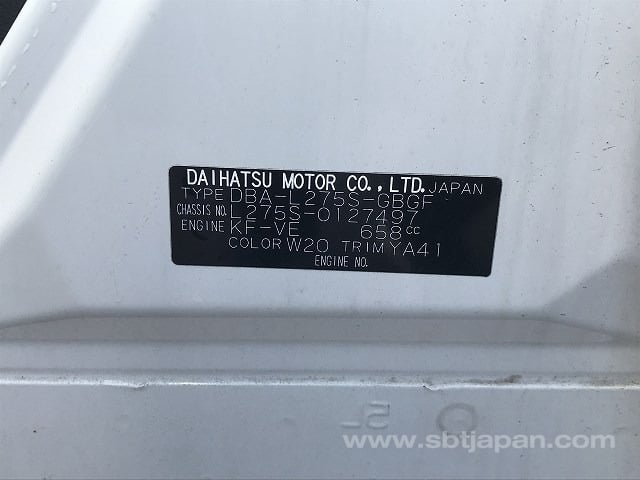 DAIHATSU MOTOR CO., LTD. JAPAN
TYPE DBA-L275S-GBGF
CHASSIS NO. L275S-0127497
ENGINE KF-VE 658cc
COLOR W20 TRIM YA41
ENGINE NO.
www.sbtjapan.com